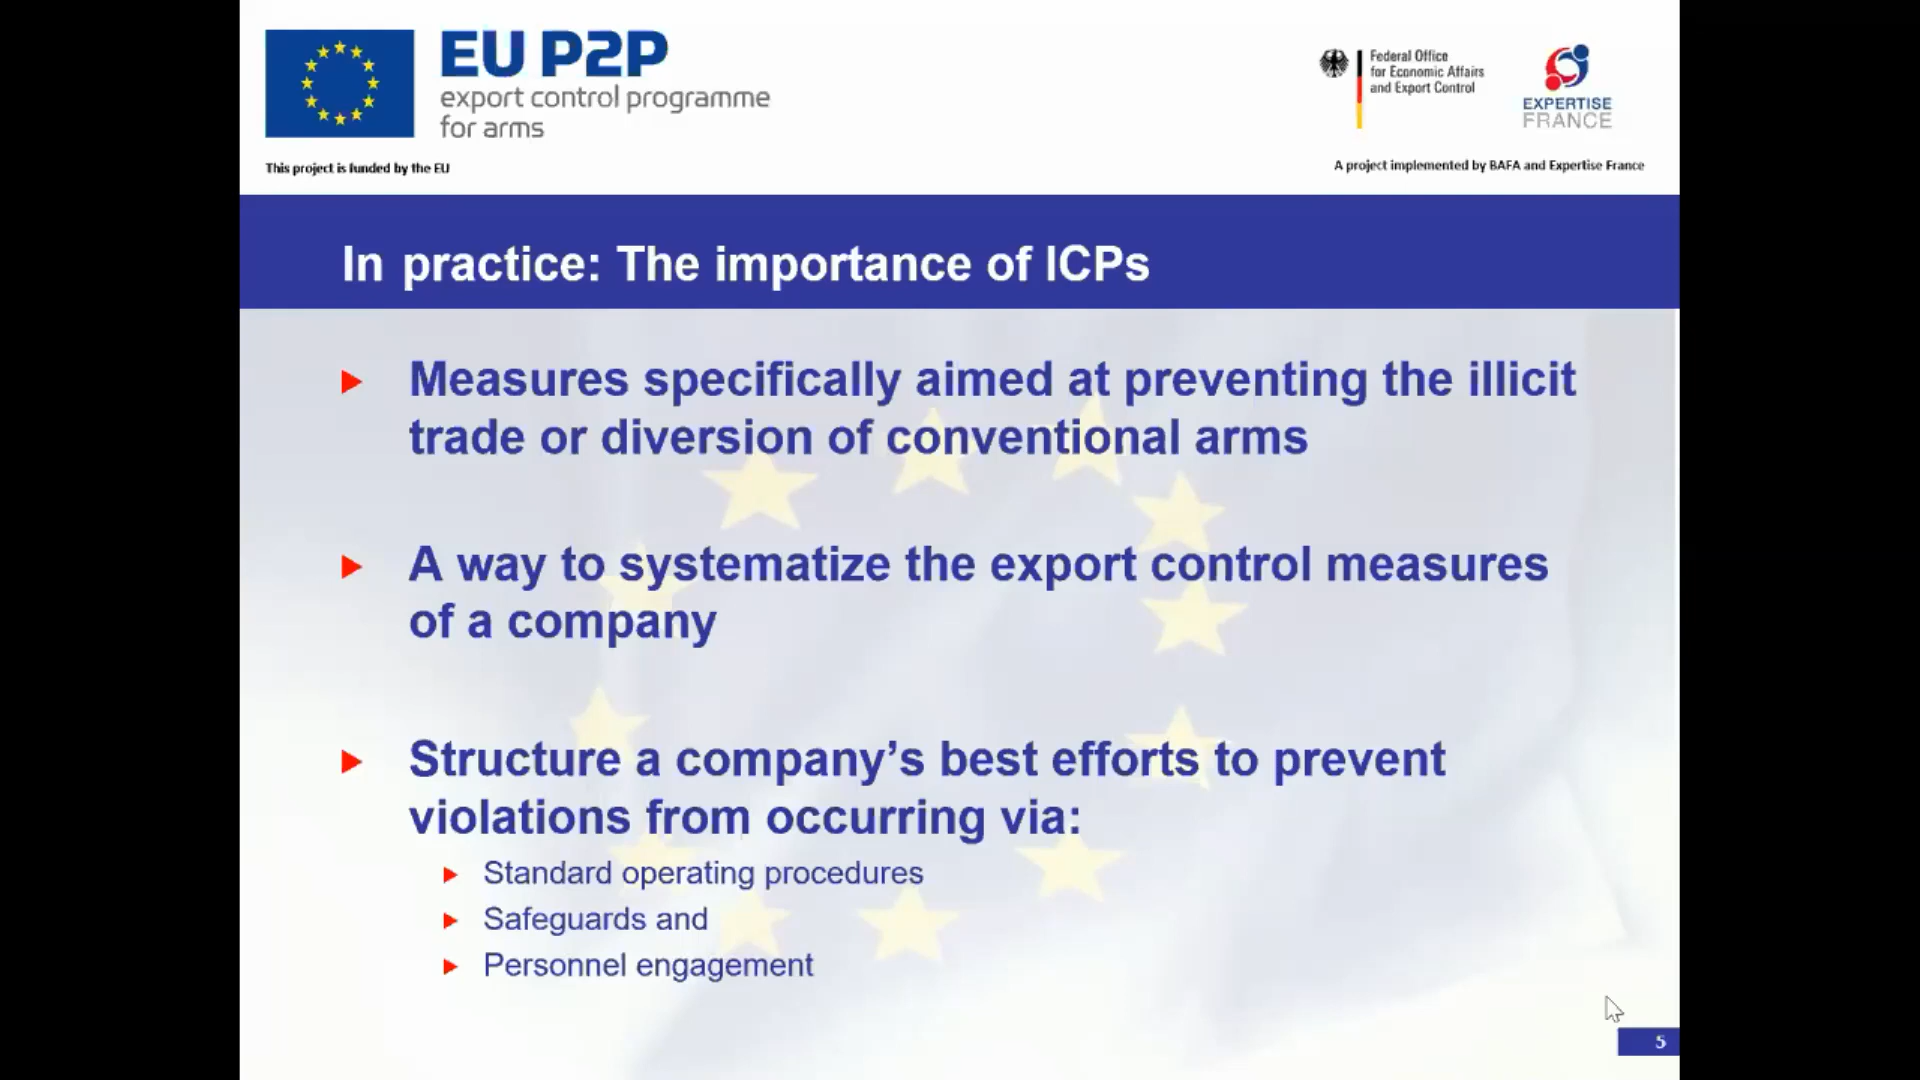 EU P2P
export control programme
for arms
This project is funded by the EU
Federal Office
for Economic Affairs
and Export Control
EXPERTISE
FRANCE
A project implemented by BAFA and Expertise France
In practice: The importance of ICPs
Measures specifically aimed at preventing the illicit
trade or diversion of conventional arms
A way to systematize the export control measures
of a company
Structure a company’s best efforts to prevent
violations from occurring via:
Standard operating procedures
Safeguards and
Personnel engagement
5